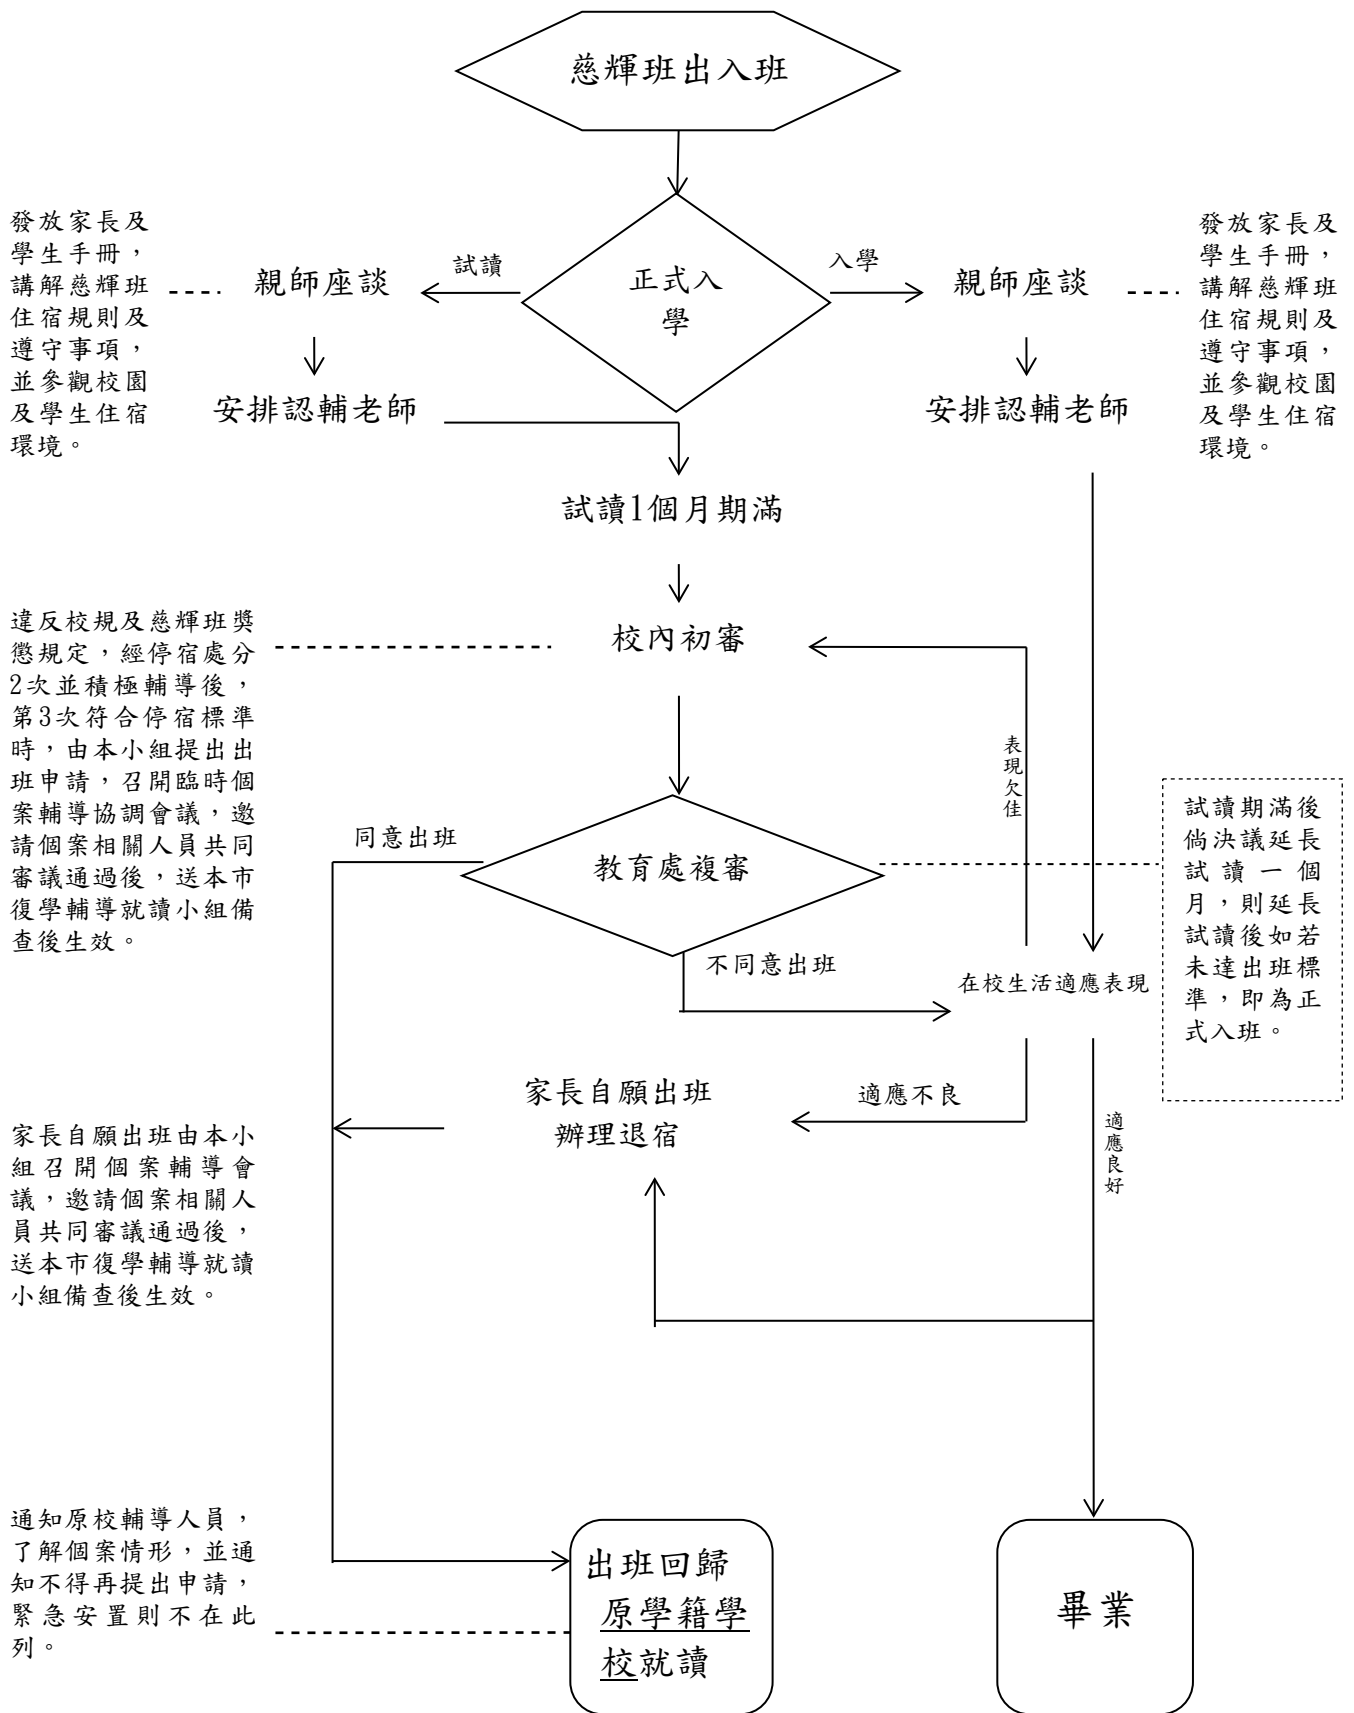 慈輝班出入班
發放家長及
學生手冊，
講解慈輝班
住宿規則及
遵守事項，
並參觀校園
及學生住宿
環境。
親師座談
試讀
正式入
學
入學
親師座談
發放家長及
學生手冊，
講解慈輝班
住宿規則及
遵守事項，
並參觀校園
及學生住宿
環境。
安排認輔老師
安排認輔老師
試讀1個月期滿
校內初審
違反校規及慈輝班獎
懲規定，經停宿處分
2次並積極輔導後，
第3次符合停宿標準
時，由本小組提出出
班申請，召開臨時個
案輔導協調會議，邀
請個案相關人員共同
審議通過後，送本市
復學輔導就讀小組備
查後生效。
表現欠佳
同意出班
教育處複審
不同意出班
在校生活適應表現
試讀期滿後
倘決議延長
試讀一個
月，則延長
試讀後如若
未達出班標
準，即為正
式入班。
家長自願出班
辦理退宿
適應不良
適應良好
家長自願出班由本小
組召開個案輔導會
議，邀請個案相關人
員共同審議通過後，
送本市復學輔導就讀
小組備查後生效。
通知原校輔導人員，
了解個案情形，並通
知不得再提出申請，
緊急安置則不在此
列。
出班回歸
原學籍學
校就讀
畢業